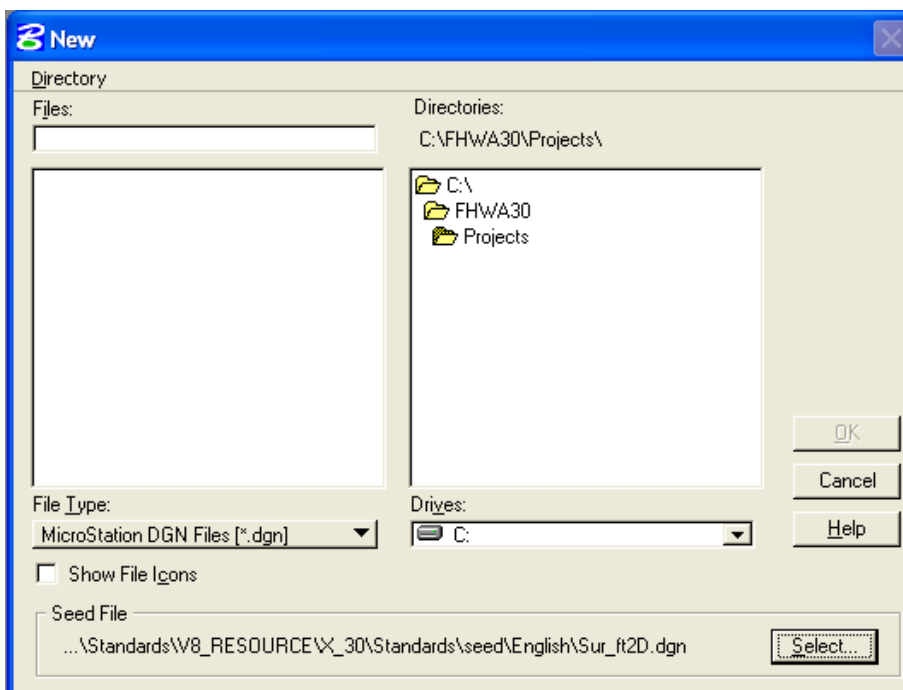 New
Directory
Files:
Directories:
C:\FHWA30\Projects\
C:\
FHWA30
Projects
OK
Cancel
Help
File Type:
MicroStation DGN Files [*.dgn]
Drives:
C:
Show File Icons
Seed File
...\Standards\V8_RESOURCE\X_30\Standards\seed\English\Sur_ft2D.dgn
Select...